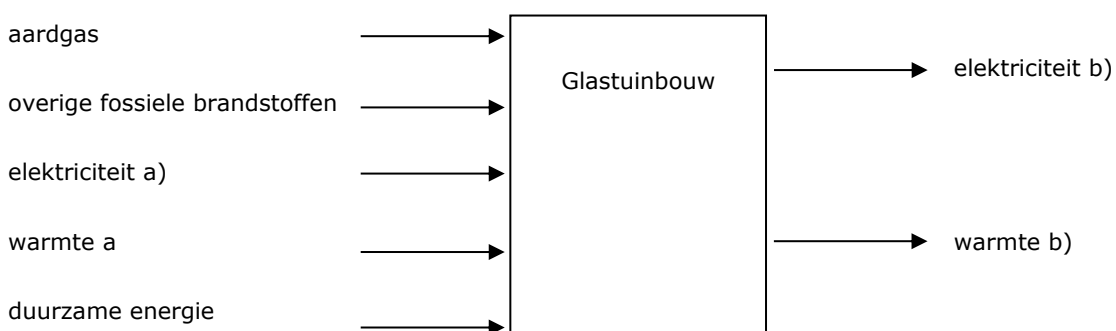 aardgas
overige fossiele brandstoffen
elektriciteit a)
warmte a
duurzame energie
Glastuinbouw
elektriciteit b)
warmte b)